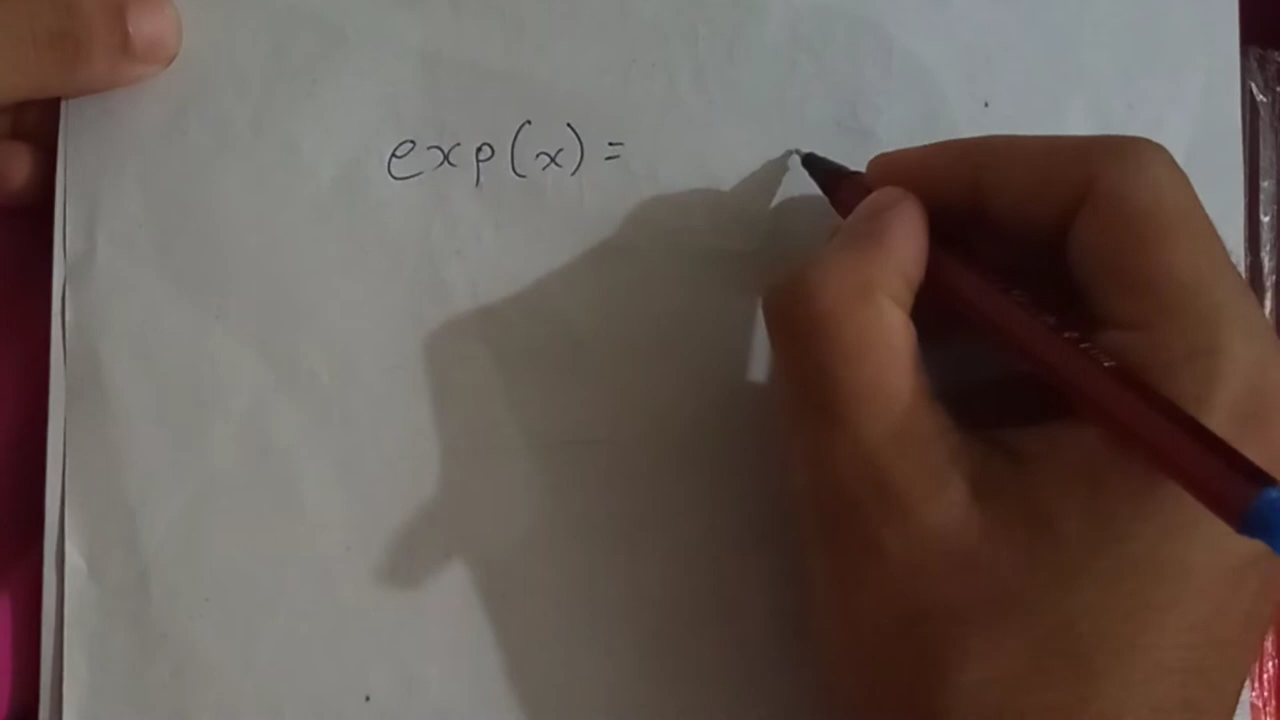 exp(x) =